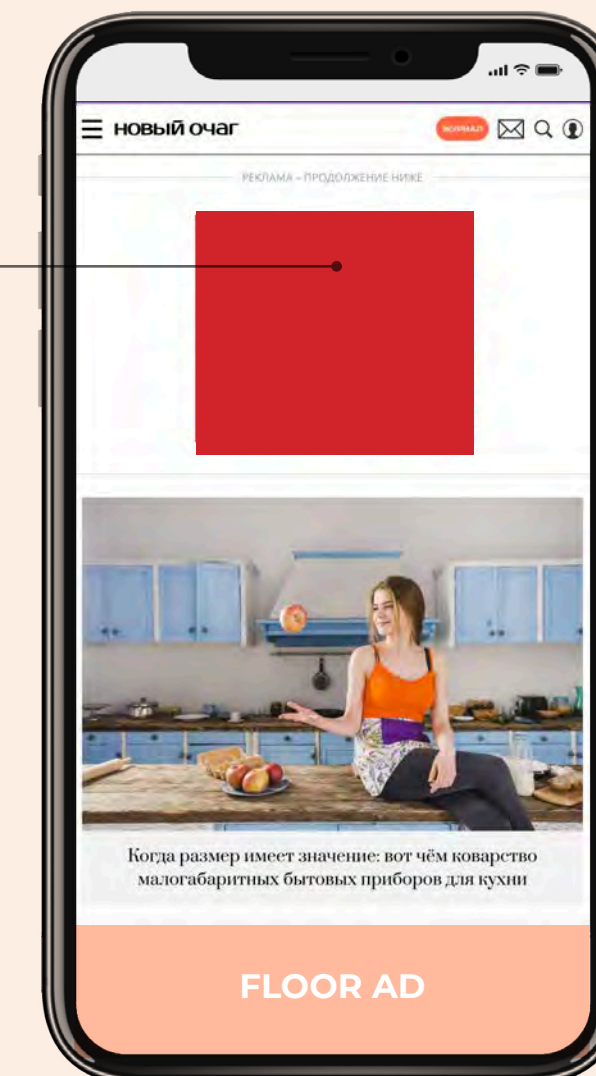 новый очаг
ЖУРНАЛ
РЕКЛАМА – ПРОДОЛЖЕНИЕ НИЖЕ
Когда размер имеет значение: вот чём коварство
малогабаритных бытовых приборов для кухни
FLOOR AD